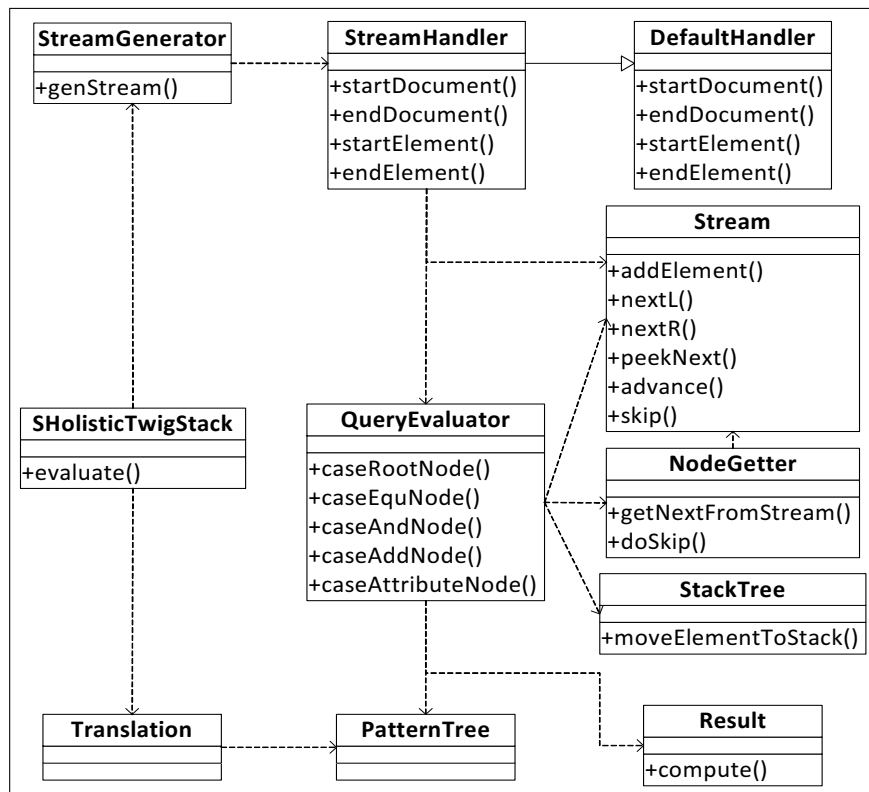 StreamGenerator
+genStream()
StreamHandler
+startDocument()
+endDocument()
+startElement()
+endElement()
DefaultHandler
+startDocument()
+endDocument()
+startElement()
+endElement()
Stream
+addElement()
+nextL()
+nextR()
+peekNext()
+advance()
+skip()
SHolisticTwigStack
+evaluate()
QueryEvaluator
+caseRootNode()
+caseEquNode()
+caseAndNode()
+caseAddNode()
+caseAttributeNode()
NodeGetter
+getNextFromStream()
+doSkip()
StackTree
+moveElementToStack()
Translation
PatternTree
Result
+compute()